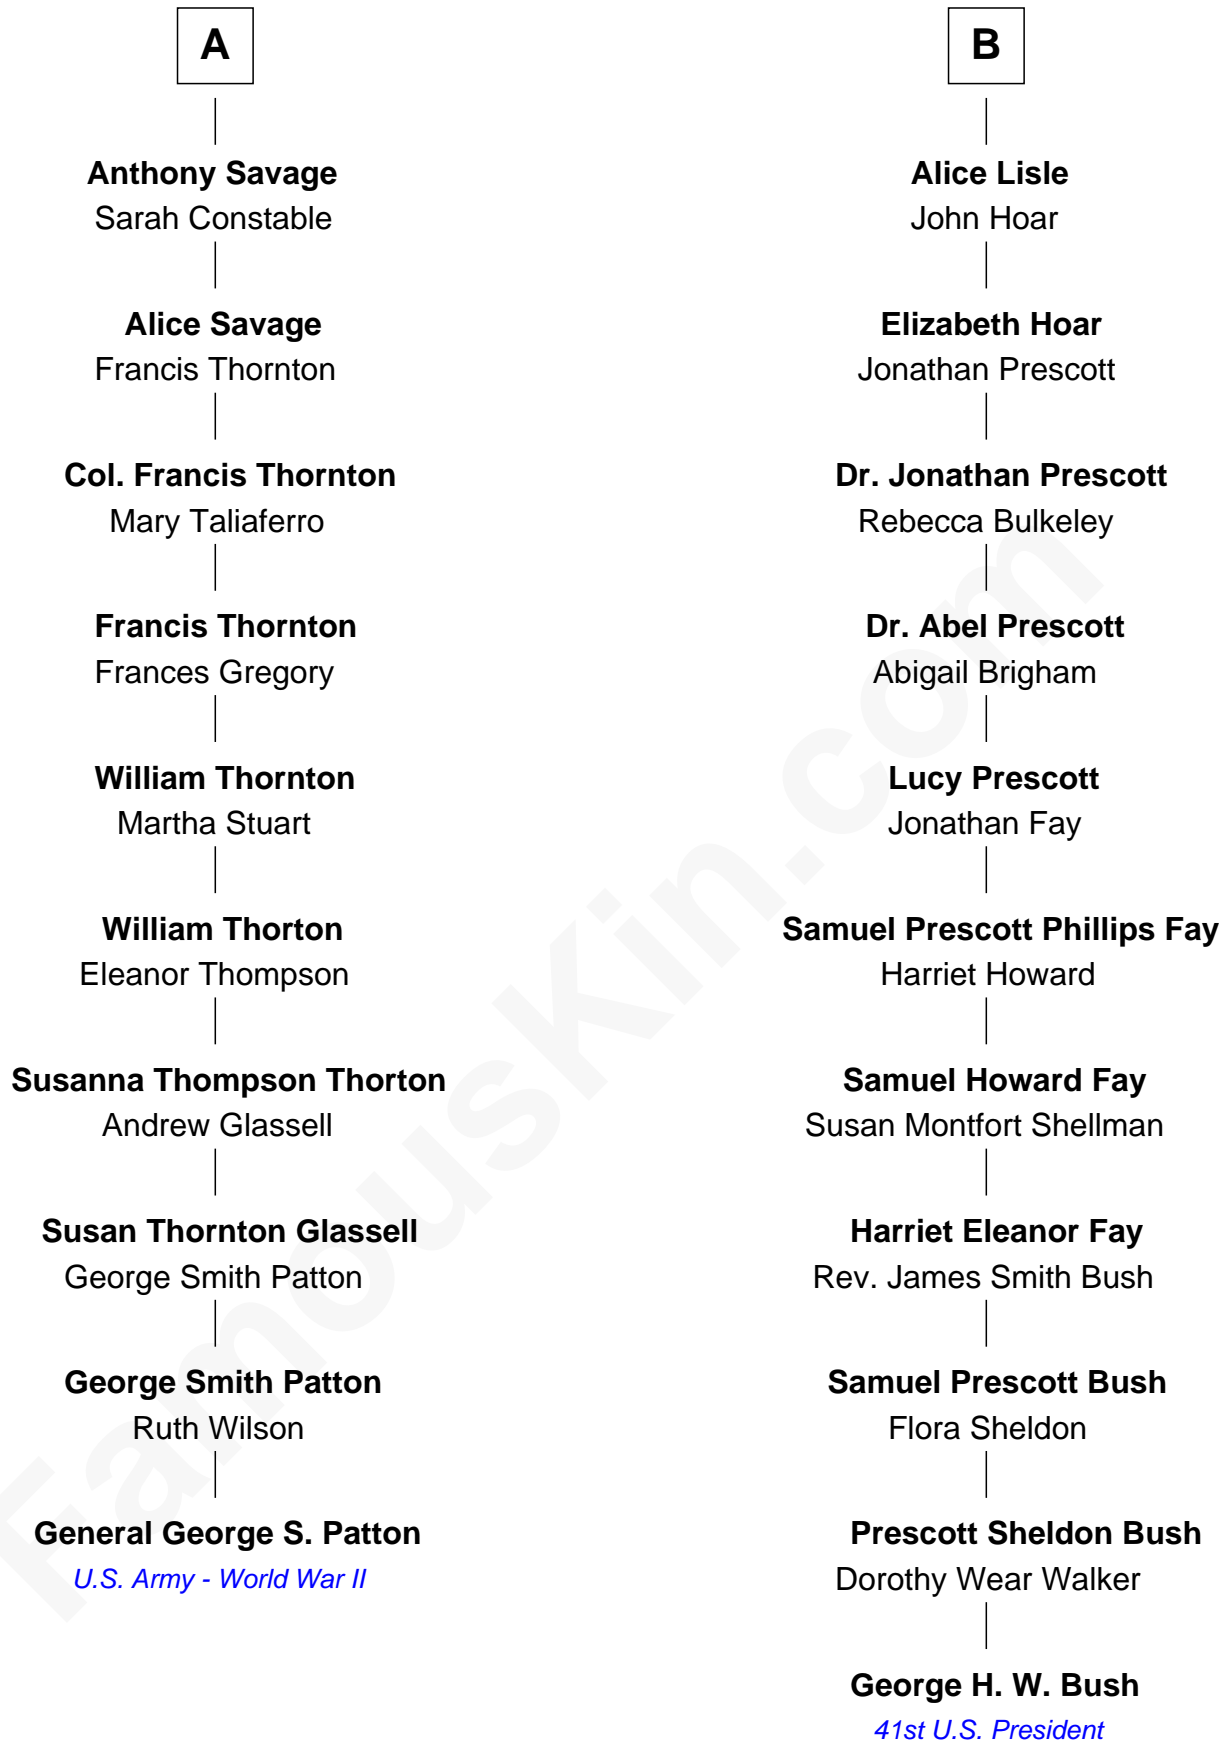 A
Anthony Savage
Sarah Constable
Alice Savage
Francis Thornton
Col. Francis Thornton
Mary Taliaferro
Francis Thornton
Frances Gregory
William Thornton
Martha Stuart
William Thorton
Eleanor Thompson
Susanna Thompson Thorton
Andrew Glassell
Susan Thornton Glassell
George Smith Patton
George Smith Patton
Ruth Wilson
General George S. Patton
U.S. Army - World War II
B
Alice Lisle
John Hoar
Elizabeth Hoar
Jonathan Prescott
Dr. Jonathan Prescott
Rebecca Bulkeley
Dr. Abel Prescott
Abigail Brigham
Lucy Prescott
Jonathan Fay
Samuel Prescott Phillips Fay
Harriet Howard
Samuel Howard Fay
Susan Montfort Shellman
Harriet Eleanor Fay
Rev. James Smith Bush
Samuel Prescott Bush
Flora Sheldon
Prescott Sheldon Bush
Dorothy Wear Walker
George H. W. Bush
41st U.S. President
FamousKin.com